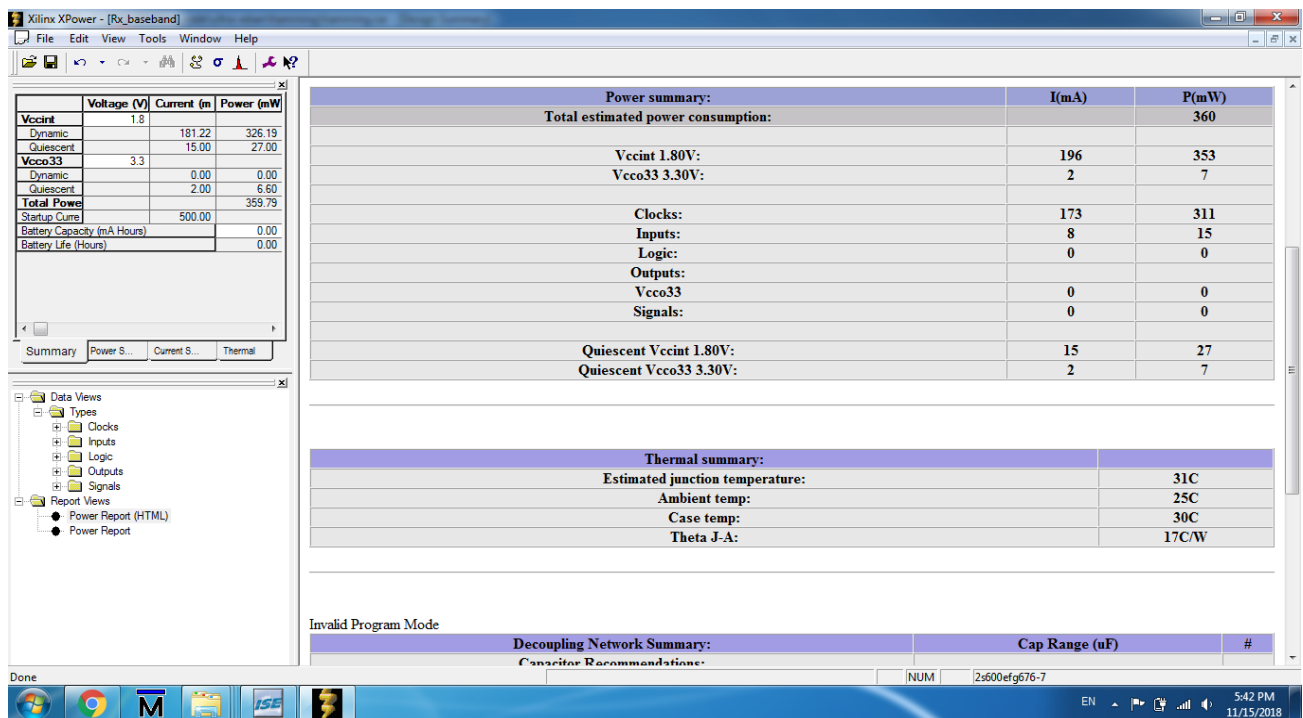 Xilinx XPower - [Rx_baseband]
File Edit View Tools Window Help
Voltage (V) Current (m Power (mW
Vccint 1.8
Dynamic 181.22 326.19
Quiescent 15.00 27.00
Vcco33 3.3
Dynamic 0.00 0.00
Quiescent 2.00 6.60
Total Powe 359.79
Startup Curre 500.00
Battery Capacity (mA Hours) 0.00
Battery Life (Hours) 0.00
Summary Power S... Current S... Thermal
Data Views
Types
Clocks
Inputs
Logic
Outputs
Signals
Report Views
Power Report (HTML)
Power Report
Power summary: I(mA) P(mW)
Total estimated power consumption: 360
Vccint 1.80V: 196 353
Vcco33 3.30V: 2 7
Clocks: 173 311
Inputs: 8 15
Logic: 0 0
Outputs:
Vcco33 0 0
Signals: 0 0
Quiescent Vccint 1.80V: 15 27
Quiescent Vcco33 3.30V: 2 7
Thermal summary:
Estimated junction temperature: 31C
Ambient temp: 25C
Case temp: 30C
Theta J-A: 17C/W
Invalid Program Mode
Decoupling Network Summary: Cap Range (uF) #
Capacitor Recommendations:
Done NUM 2s600efg676-7
M ISE EN 5:42 PM
11/15/2018